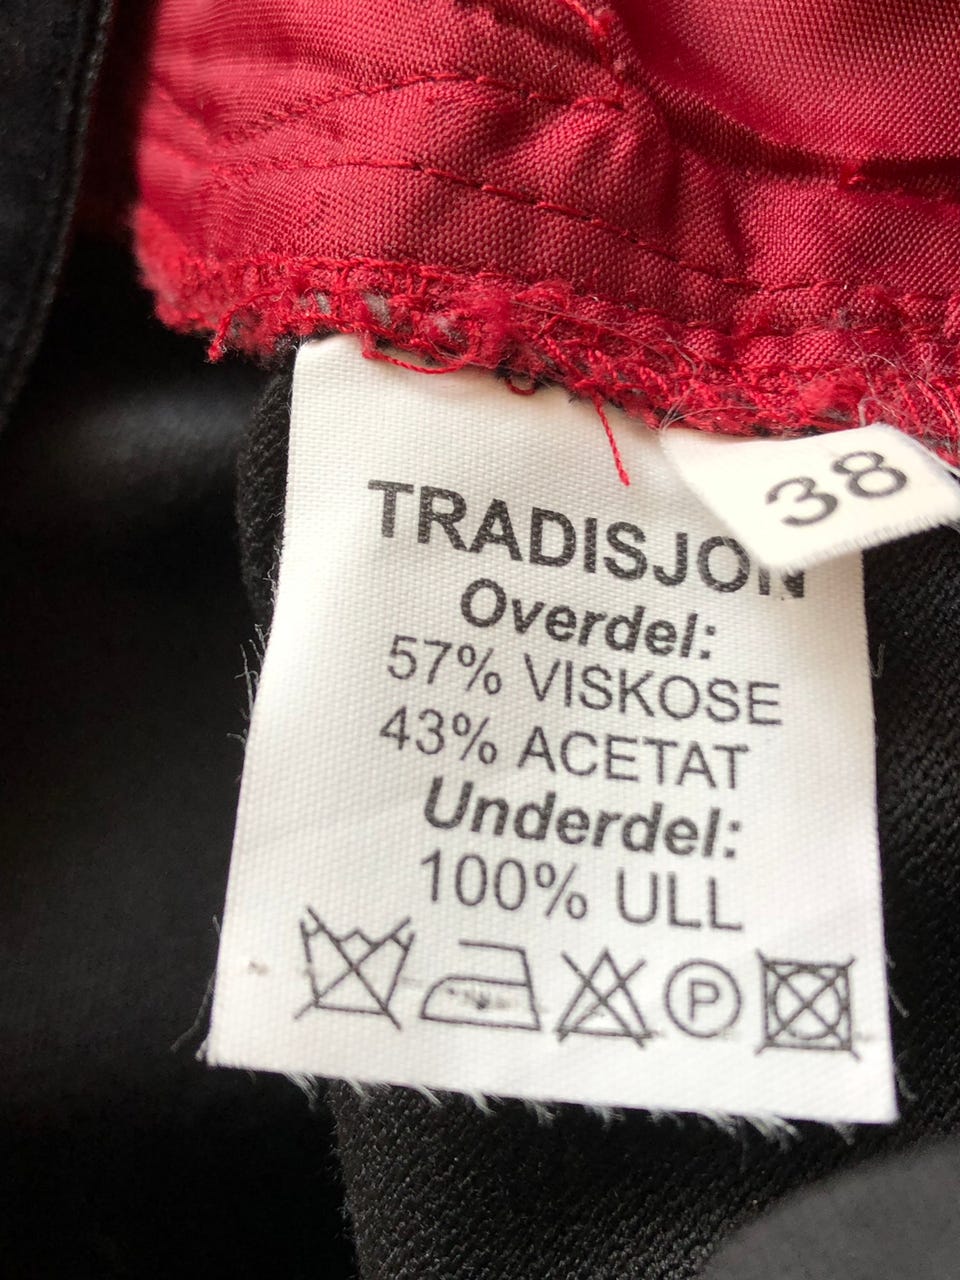 38
TRADISJON
Overdel:
57% VISKOSE
43% ACETAT
Underdel:
100% ULL
P